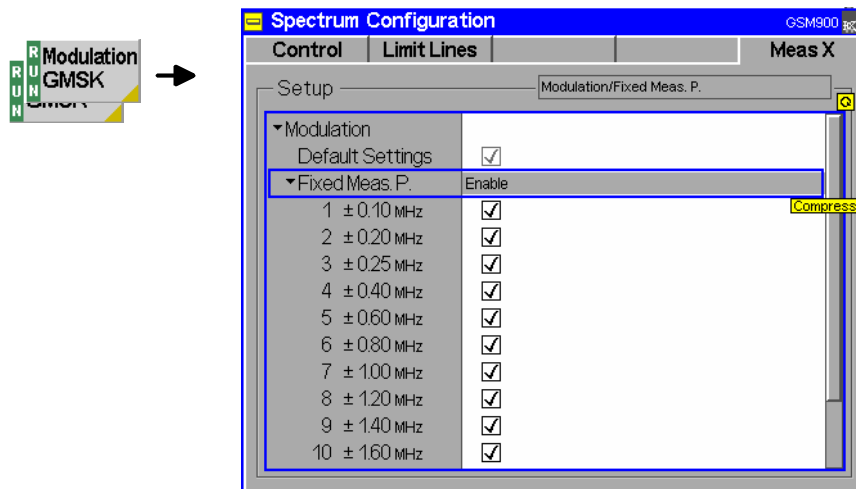 RUN
Modulation
GMSK
RUN
GMSK
Spectrum Configuration
GSM900
Control
Limit Lines
Meas X
Setup
Modulation/Fixed Meas. P.
Modulation
Default Settings
Fixed Meas. P.
Enable
Compress
1 ± 0.10 MHz
2 ± 0.20 MHz
3 ± 0.25 MHz
4 ± 0.40 MHz
5 ± 0.60 MHz
6 ± 0.80 MHz
7 ± 1.00 MHz
8 ± 1.20 MHz
9 ± 1.40 MHz
10 ± 1.60 MHz